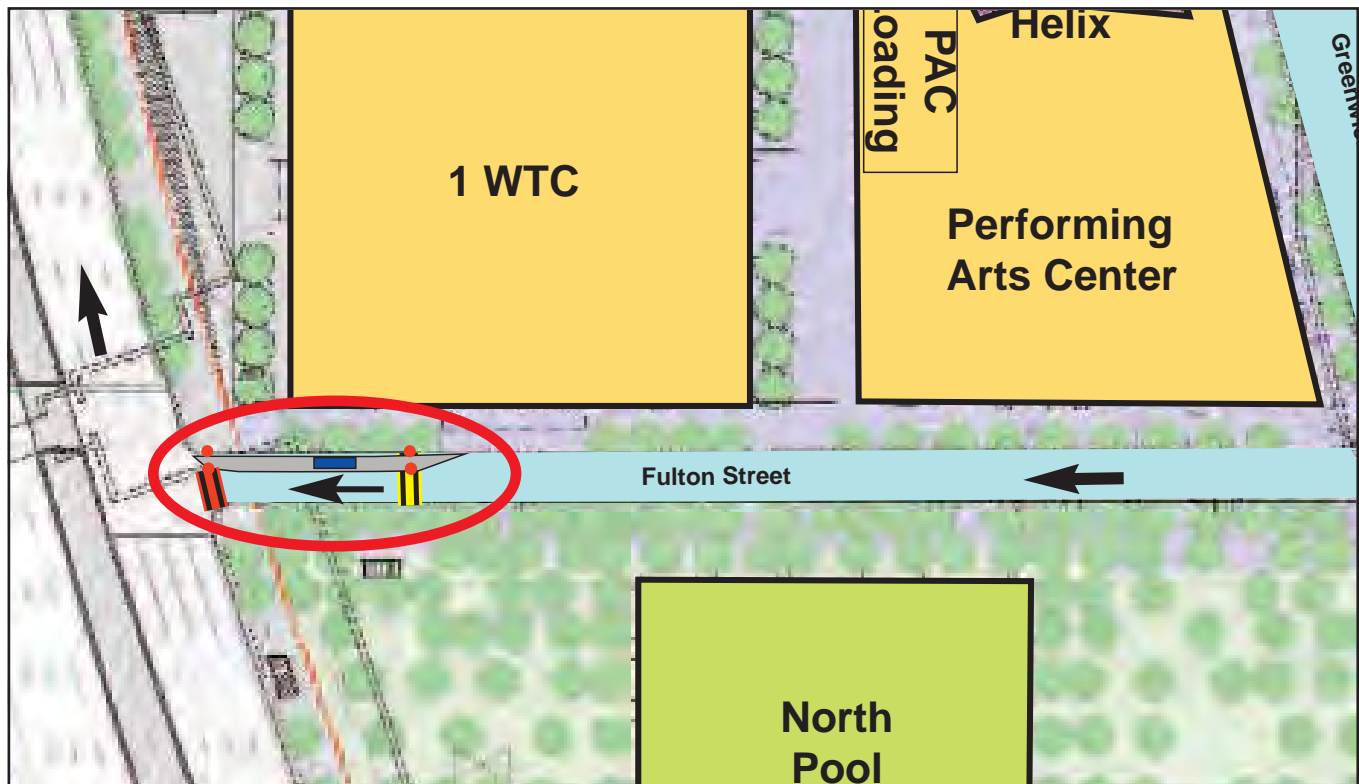 Helix
PAC
Loading
1 WTC
Performing
Arts Center
Fulton Street
North
Pool